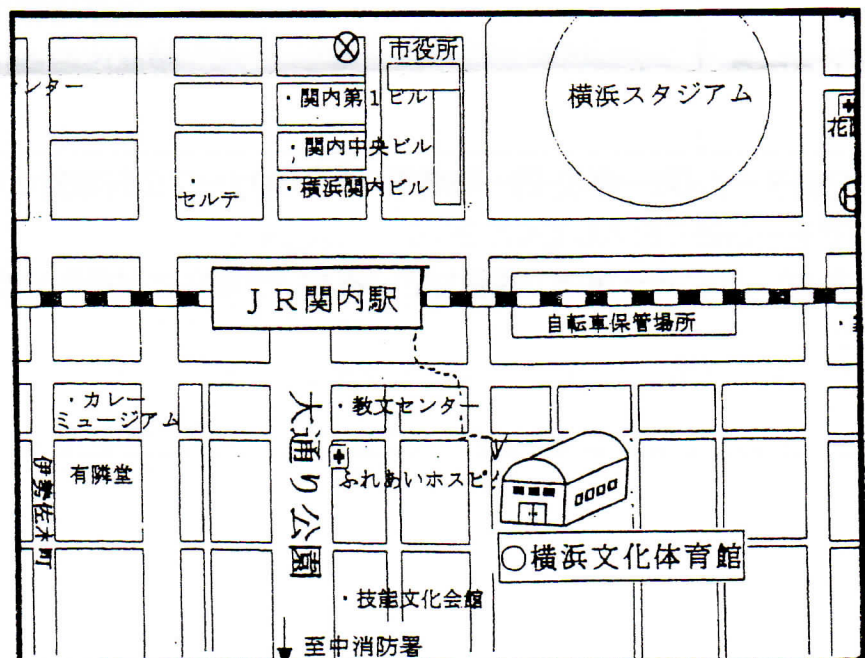 市役所
ンター
・関内第1ビル
横浜スタジアム
・関内中央ビル
・横浜関内ビル
セルテ
JR関内駅
自転車保管場所
・カレー
ミュージアム
・教文センター
大通り公園
有隣堂
ふれあいホスピ
伊勢佐木町
○横浜文化体育館
・技能文化会館
至中消防署